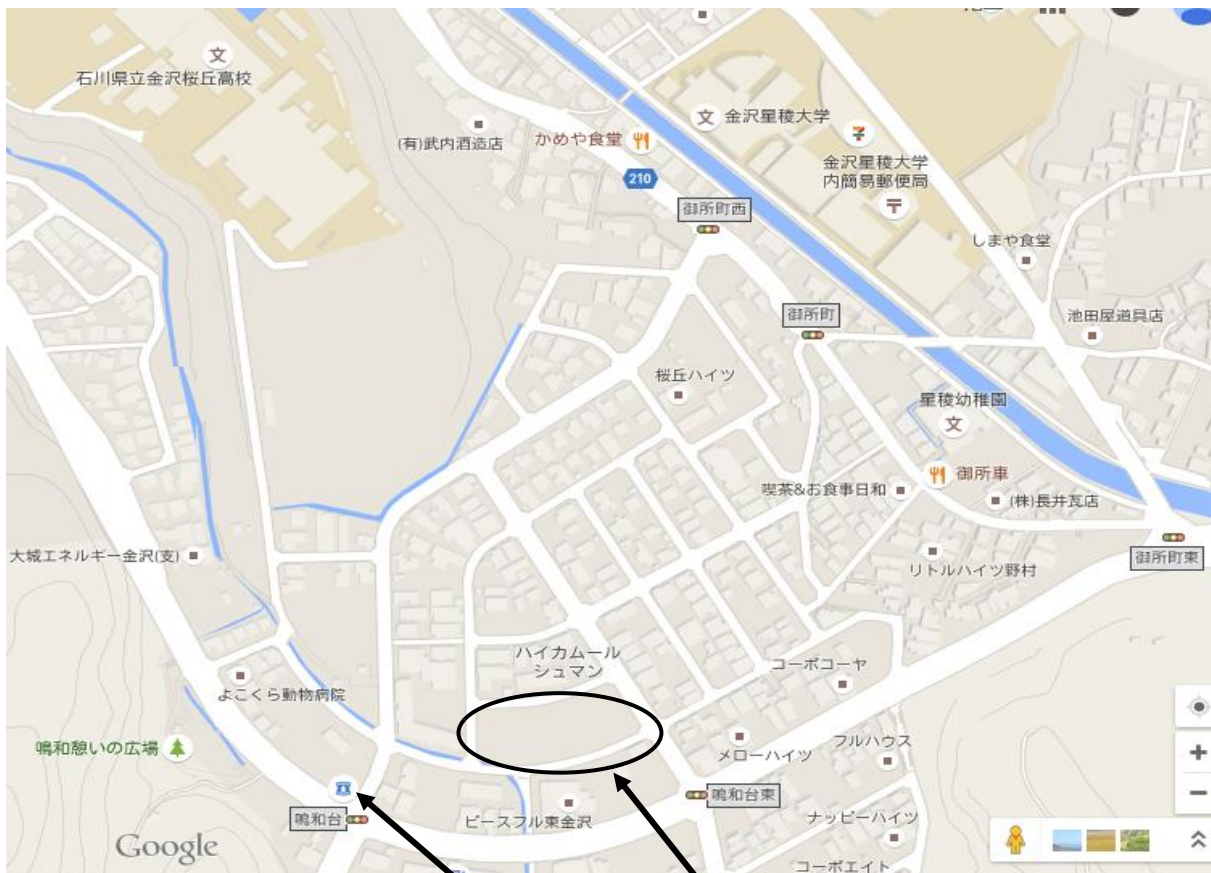 石川県立金沢桜丘高校
(有)武内酒造店
かめや食堂
210
金沢星稜大学
金沢星稜大学
内簡易郵便局
御所町西
しまや食堂
御所町
池田屋道具店
桜丘ハイツ
星稜幼稚園
御所車
喫茶&お食事日和
(株)長井瓦店
大城エネルギー金沢(支)
リトルハイツ野村
御所町東
ハイカムール
シュマン
コーポコーヤ
よこくら動物病院
鳴和憩いの広場
メローハイツ
フルハウス
鳴和台東
鳴和台
ピースフル東金沢
ナッピーハイツ
コーポエイト
Google